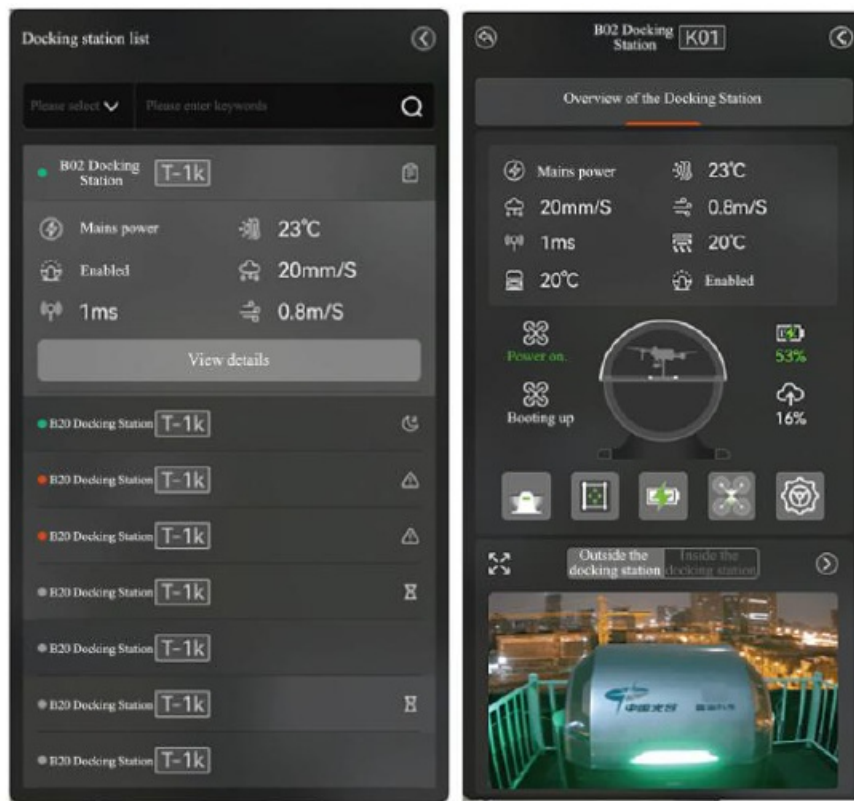 Docking station list
Please select
Please enter keywords
B02 Docking
Station
T-1k
Mains power
23°C
Enabled
20mm/S
1ms
0.8m/S
View details
B20 Docking Station T-1k
B20 Docking Station T-1k
B20 Docking Station T-1k
B20 Docking Station T-1k
B20 Docking Station T-1k
B20 Docking Station T-1k
B20 Docking Station T-1k
B02 Docking
Station
K01
Overview of the Docking Station
Mains power
23°C
20mm/S
0.8m/S
1ms
20°C
20°C
Enabled
Power on.
53%
Booting up
16%
Outside the
docking station
Inside the
docking station
中国光谷